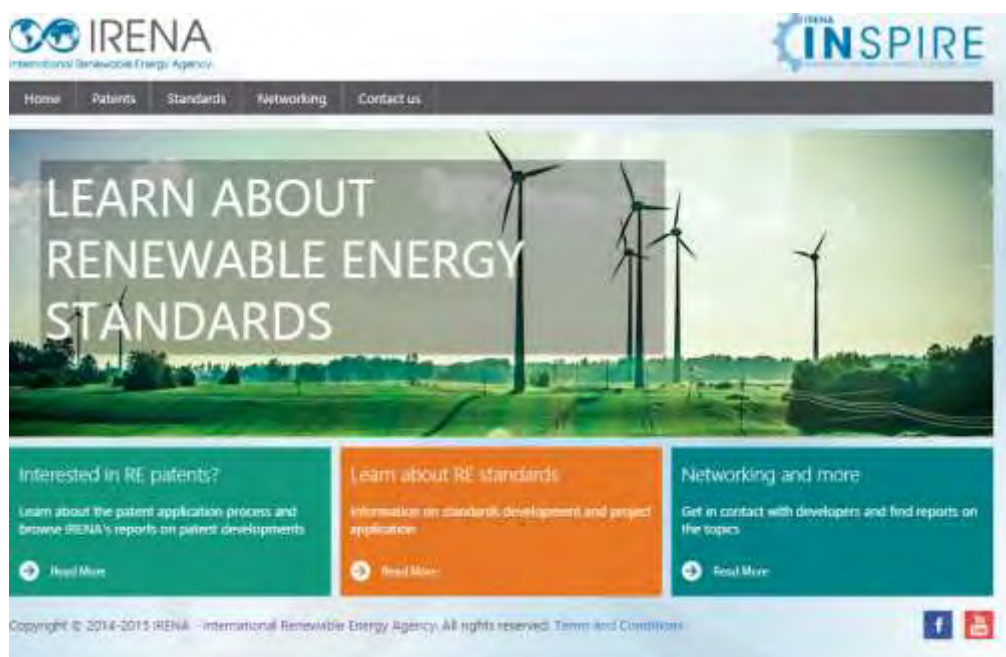 IRENA
International Renewable Energy Agency
IRENA
INSPIRE
Home Patents Standards Networking Contact us
LEARN ABOUT
RENEWABLE ENERGY
STANDARDS
Interested in RE patents?
Learn about the patent application process and
browse IRENA's reports on patent developments
Read More
Learn about RE standards
Information on standards development and project
application
Read More
Networking and more
Get in contact with developers and find reports on
the topics
Read More
Copyright © 2014-2015 IRENA - International Renewable Energy Agency. All rights reserved. Terms And Conditions
f